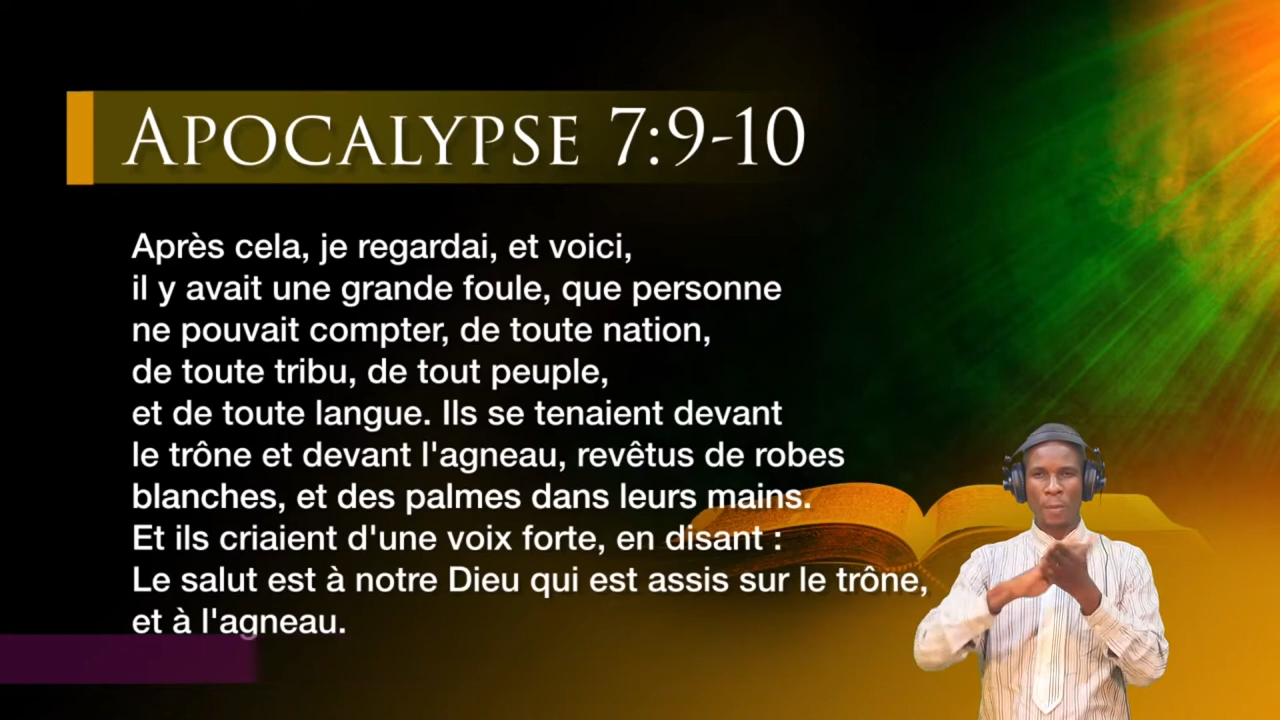 APOCALYPSE 7:9-10
Après cela, je regardai, et voici,
il y avait une grande foule, que personne
ne pouvait compter, de toute nation,
de toute tribu, de tout peuple,
et de toute langue. Ils se tenaient devant
le trône et devant l'agneau, revêtus de robes
blanches, et des palmes dans leurs mains.
Et ils criaient d'une voix forte, en disant :
Le salut est à notre Dieu qui est assis sur le trône,
et à l'agneau.